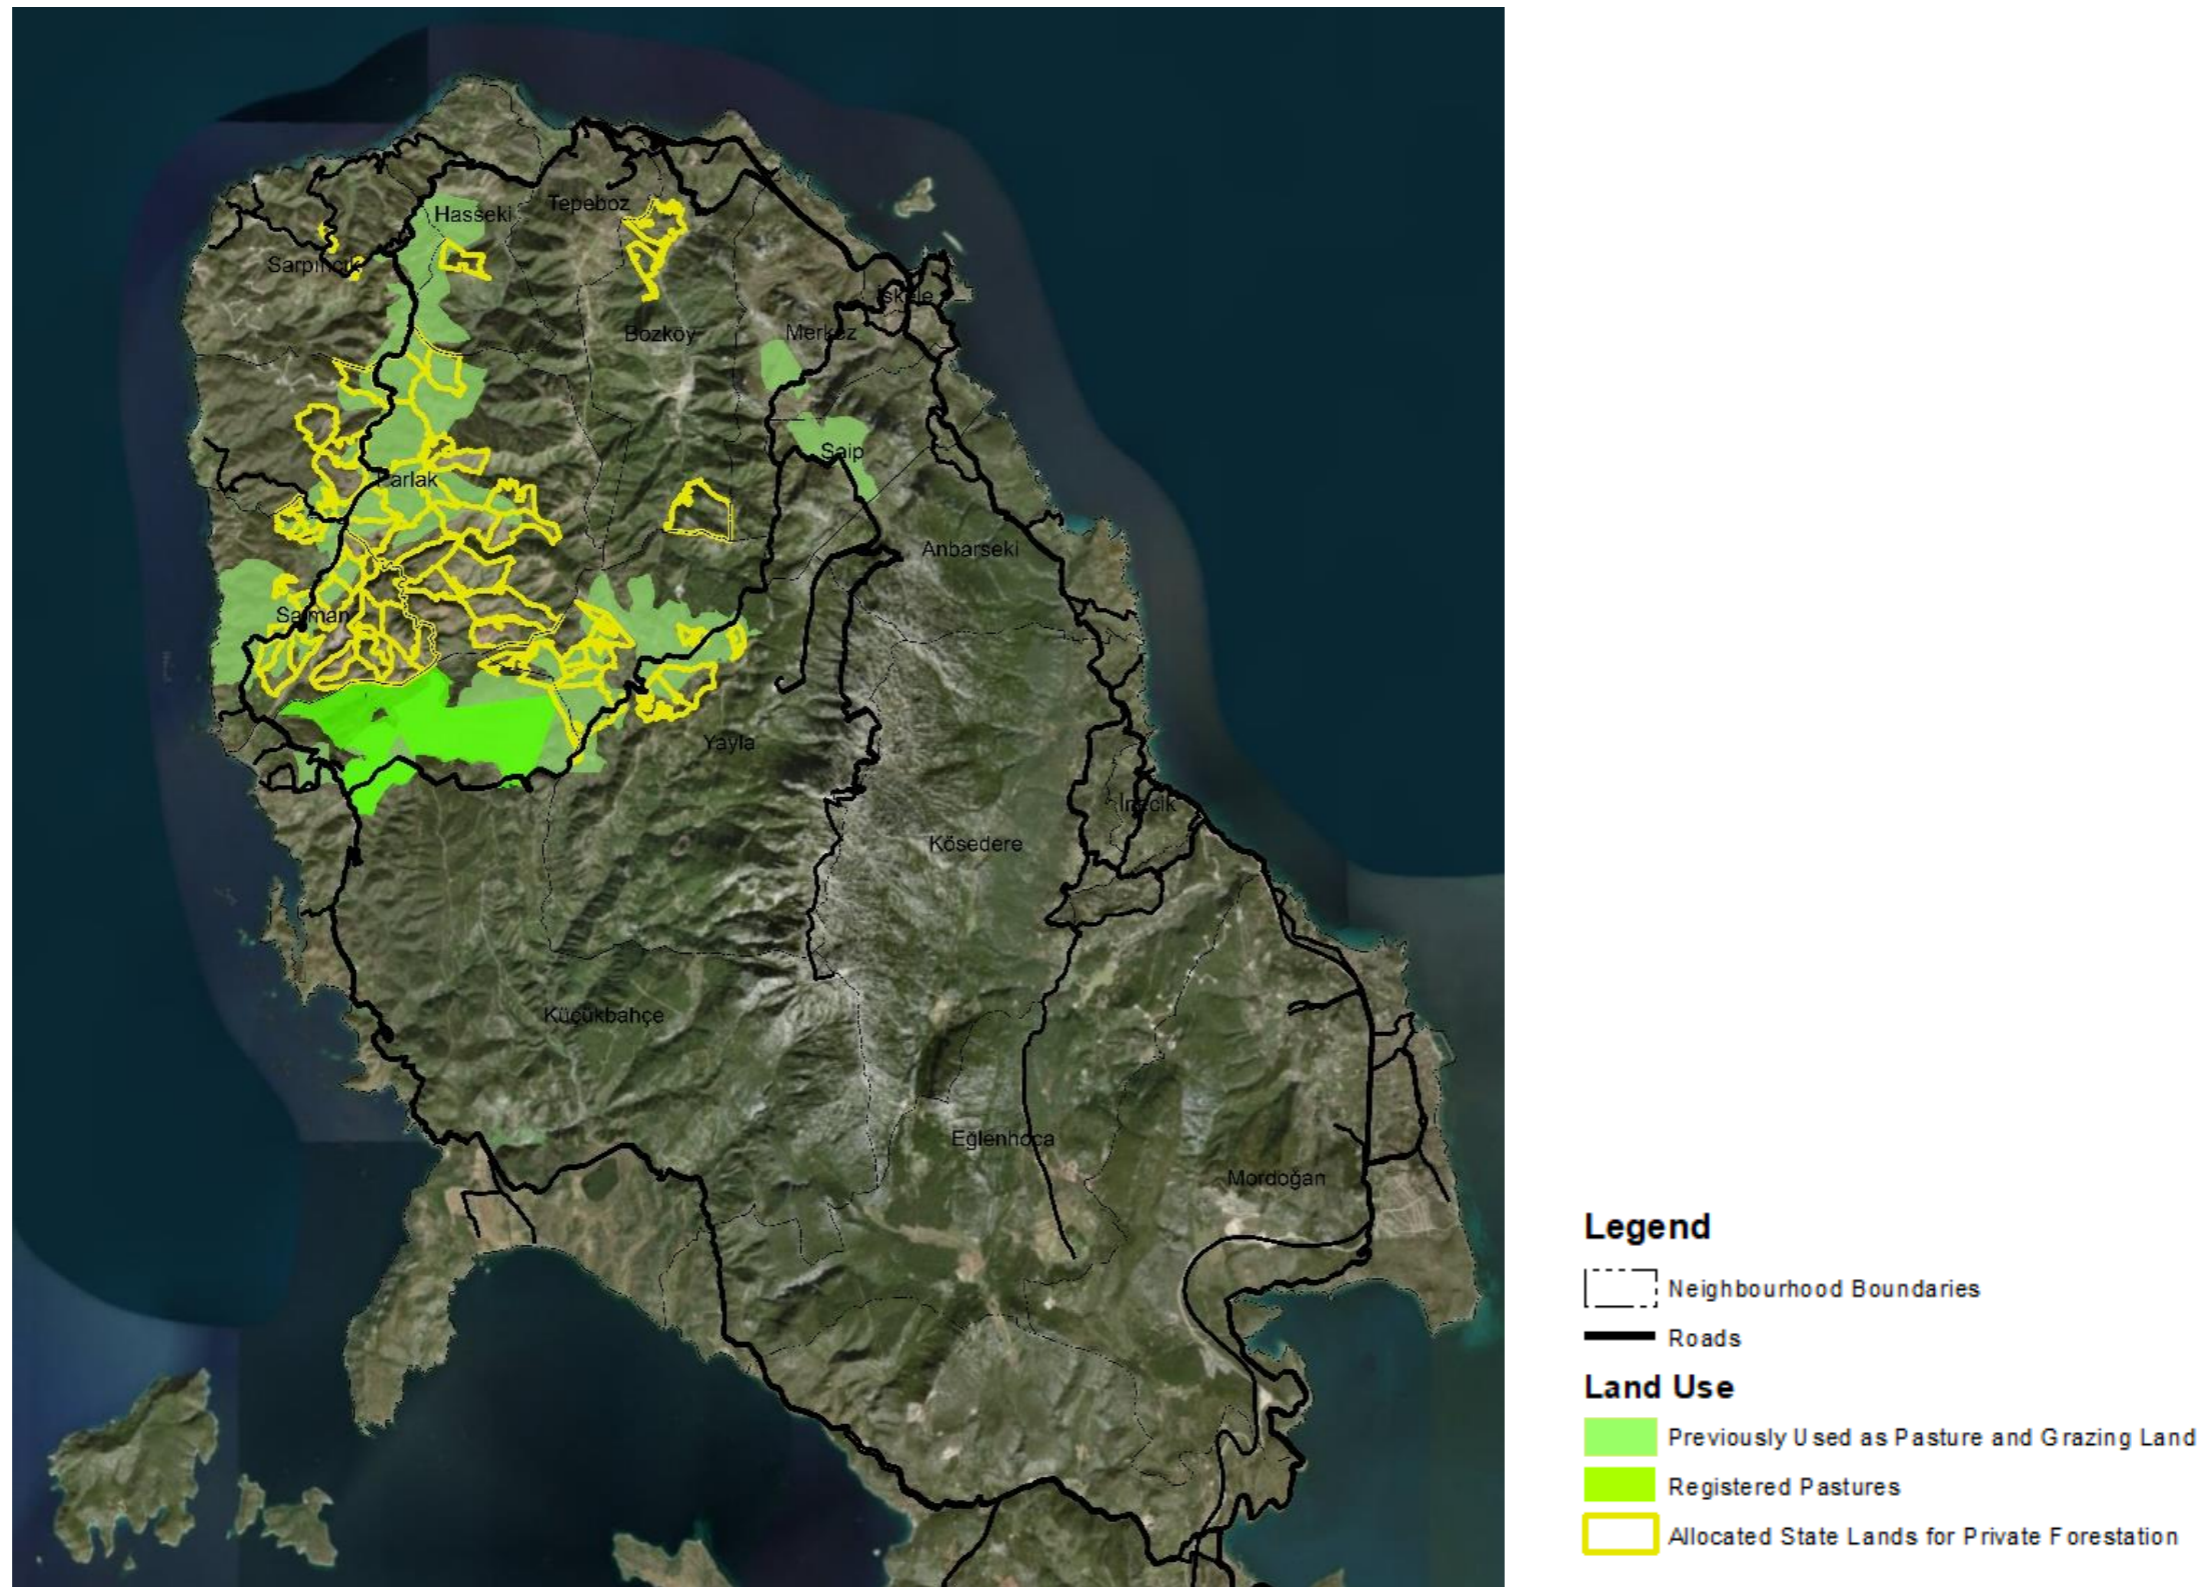 Hasseki
Tepeboz
Sarpıncık
İskele
Bozköy
Merkez
Saip
Parlak
Anbarseki
Salman
Yayla
İnecik
Kösedere
Küçükbahçe
Eğlenhoca
Mordoğan
Legend
Neighbourhood Boundaries
Roads
Land Use
Previously Used as Pasture and Grazing Land
Registered Pastures
Allocated State Lands for Private Forestation